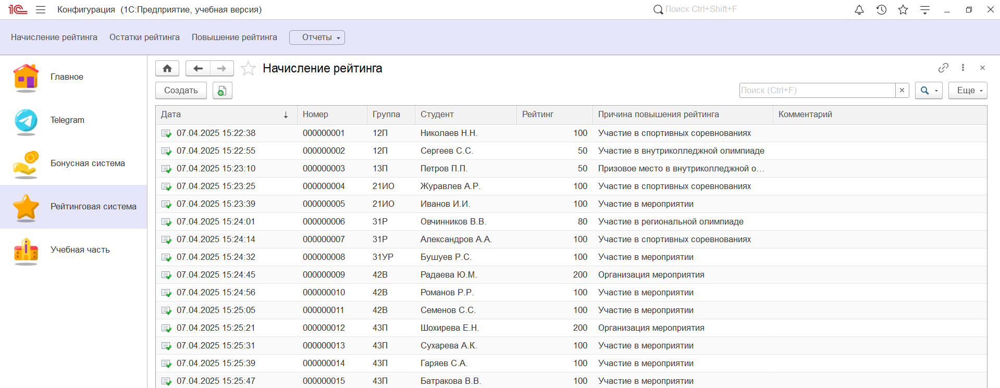 1С Конфигурация (1С:Предприятие, учебная версия) Поиск Ctrl+Shift+F
Начисление рейтинга Остатки рейтинга Повышение рейтинга Отчеты
Главное
Telegram
Бонусная система
Рейтинговая система
Учебная часть
Начисление рейтинга
Создать Поиск (Ctrl+F) Еще
Дата Номер Группа Студент Рейтинг Причина повышения рейтинга Комментарий
07.04.2025 15:22:38 000000001 12П Николаев Н.Н. 100 Участие в спортивных соревнованиях
07.04.2025 15:22:55 000000002 12П Сергеев С.С. 50 Участие в внутриколледжной олимпиаде
07.04.2025 15:23:10 000000003 13П Петров П.П. 50 Призовое место в внутриколледжной о...
07.04.2025 15:23:25 000000004 21ИО Журавлев А.Р. 100 Участие в спортивных соревнованиях
07.04.2025 15:23:39 000000005 21ИО Иванов И.И. 100 Участие в мероприятии
07.04.2025 15:24:01 000000006 31Р Овчинников В.В. 80 Участие в региональной олимпиаде
07.04.2025 15:24:14 000000007 31Р Александров А.А. 100 Участие в спортивных соревнованиях
07.04.2025 15:24:32 000000008 31УР Бушуев Р.С. 100 Участие в мероприятии
07.04.2025 15:24:45 000000009 42В Радаева Ю.М. 200 Организация мероприятия
07.04.2025 15:24:56 000000010 42В Романов Р.Р. 100 Участие в мероприятии
07.04.2025 15:25:05 000000011 42В Семенов С.С. 100 Участие в мероприятии
07.04.2025 15:25:21 000000012 43П Шохирева Е.Н. 200 Организация мероприятия
07.04.2025 15:25:31 000000013 43П Сухарева А.К. 100 Участие в мероприятии
07.04.2025 15:25:39 000000014 43П Гаряев С.А. 100 Участие в мероприятии
07.04.2025 15:25:47 000000015 43П Батракова В.В. 100 Участие в мероприятии